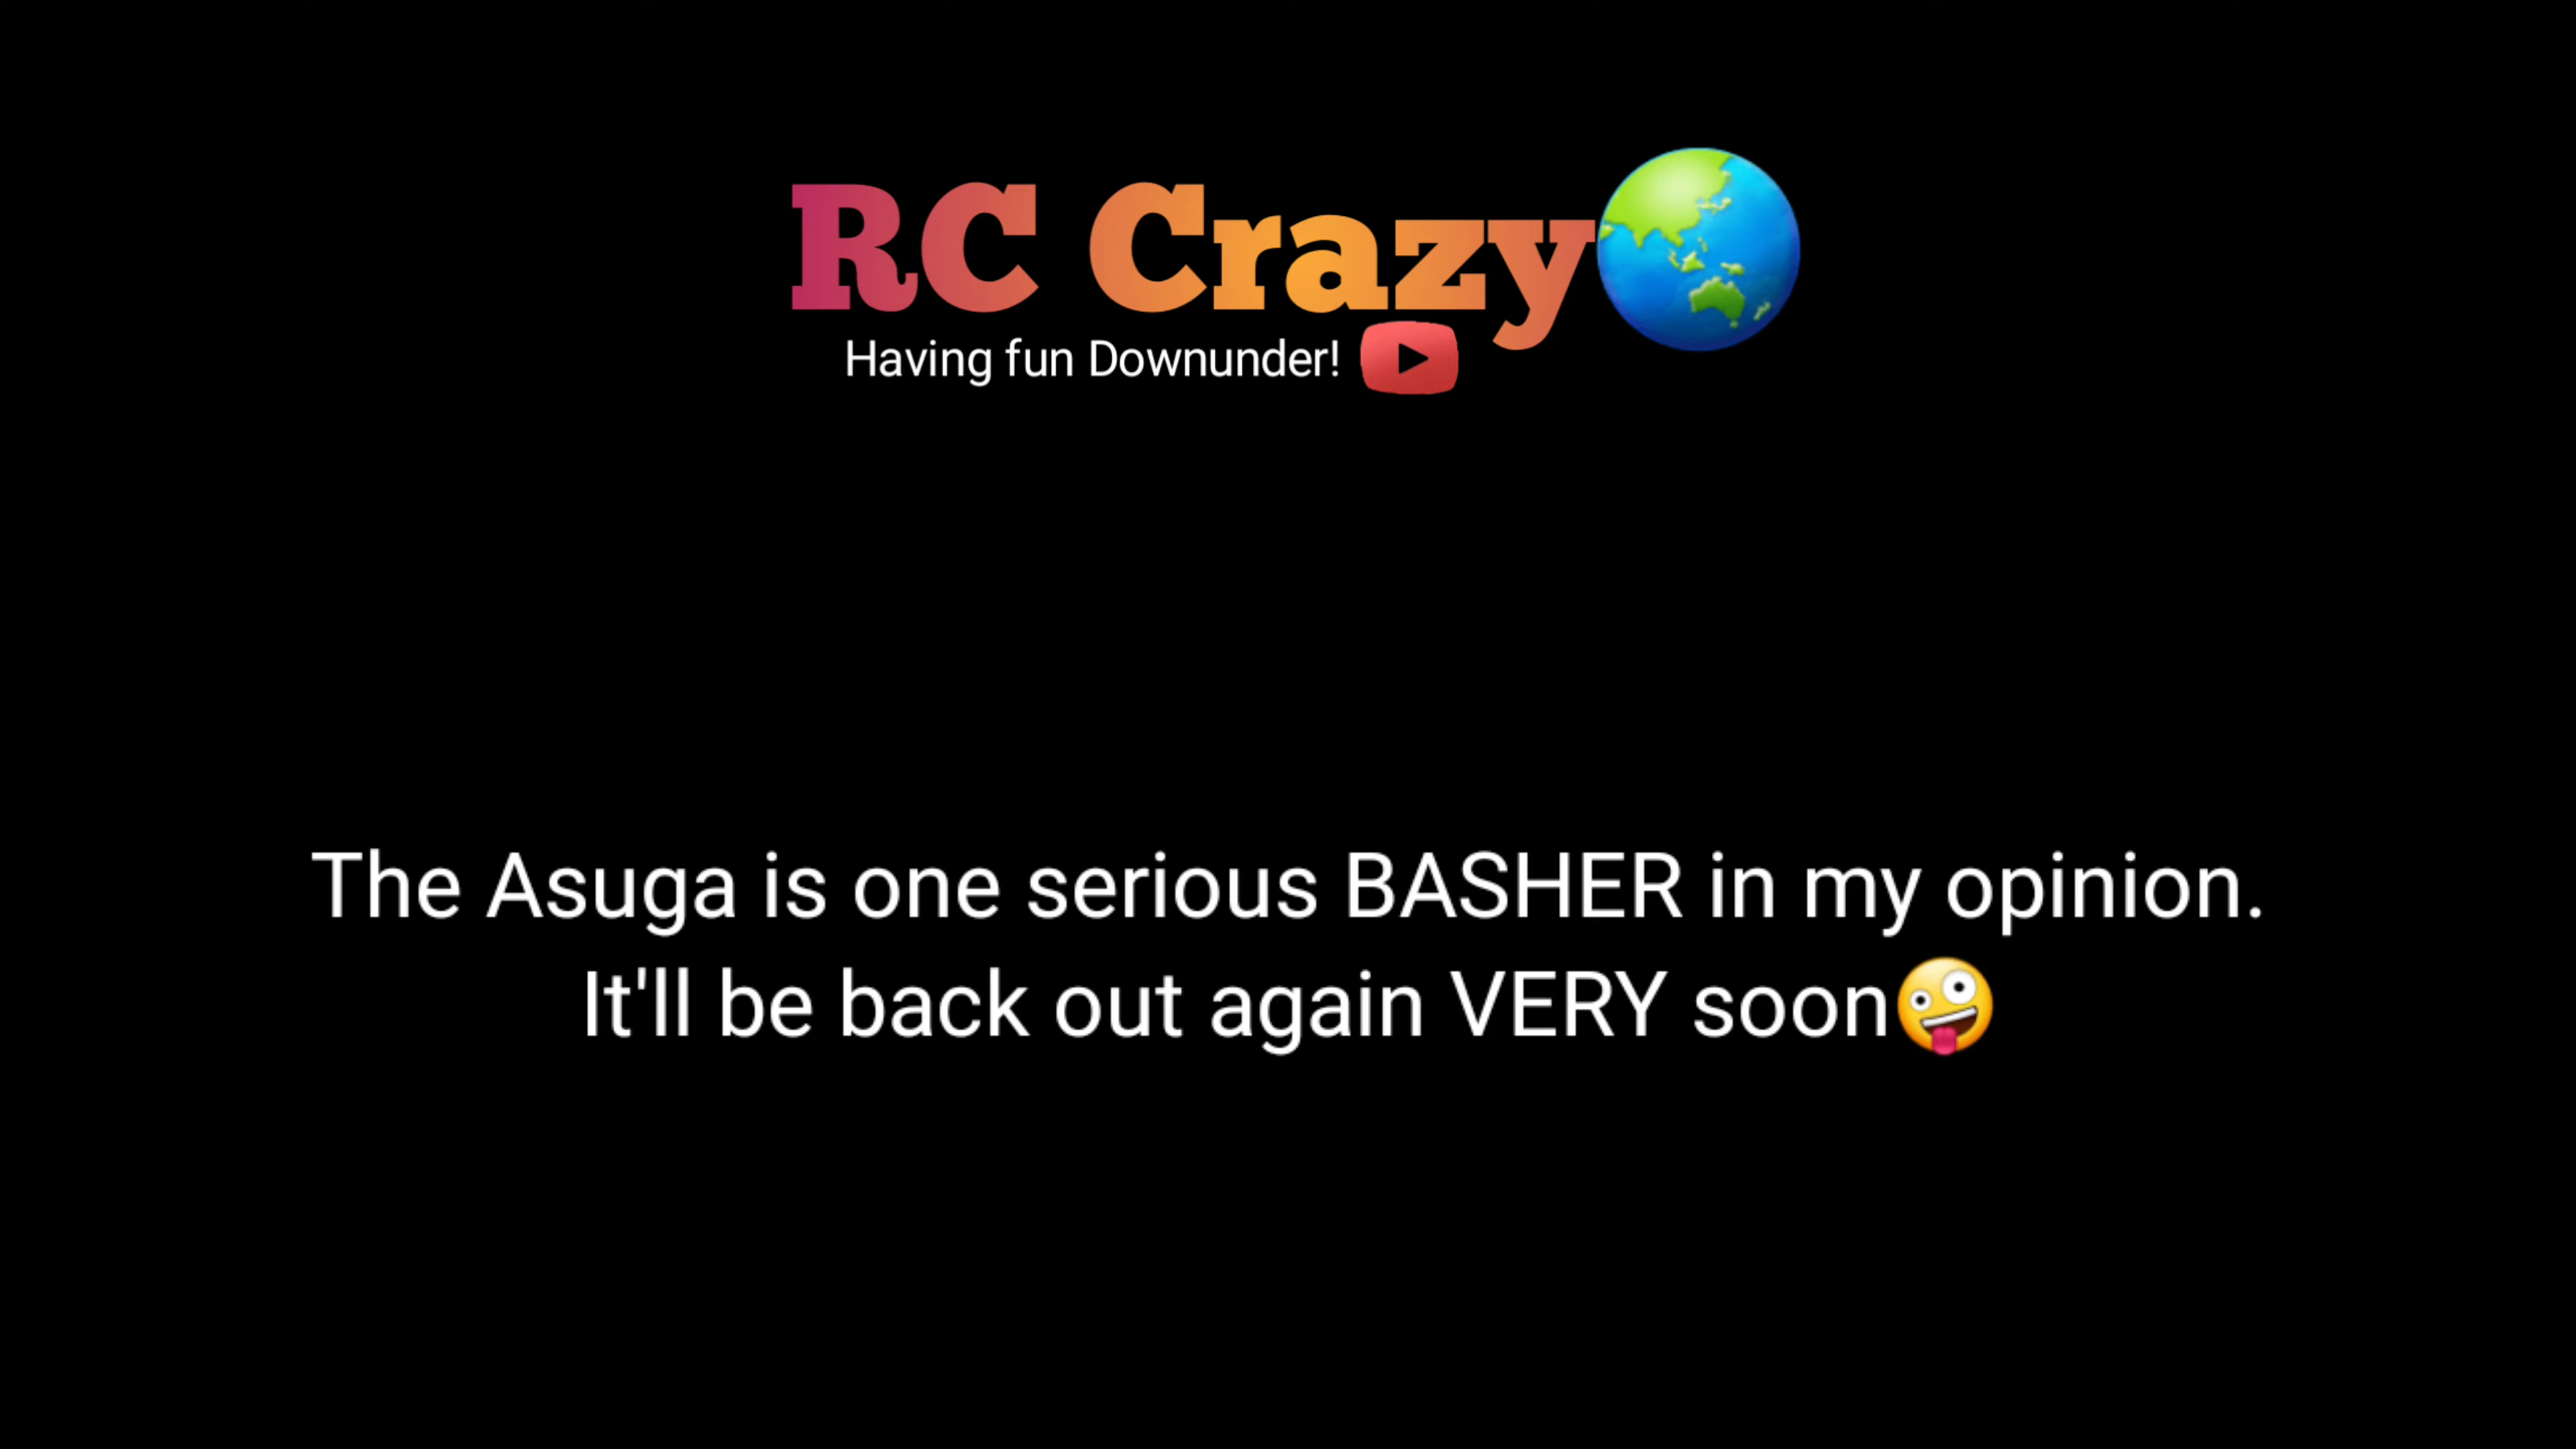 RC Crazy🌏
Having fun Downunder!
The Asuga is one serious BASHER in my opinion.
It'll be back out again VERY soon🤪